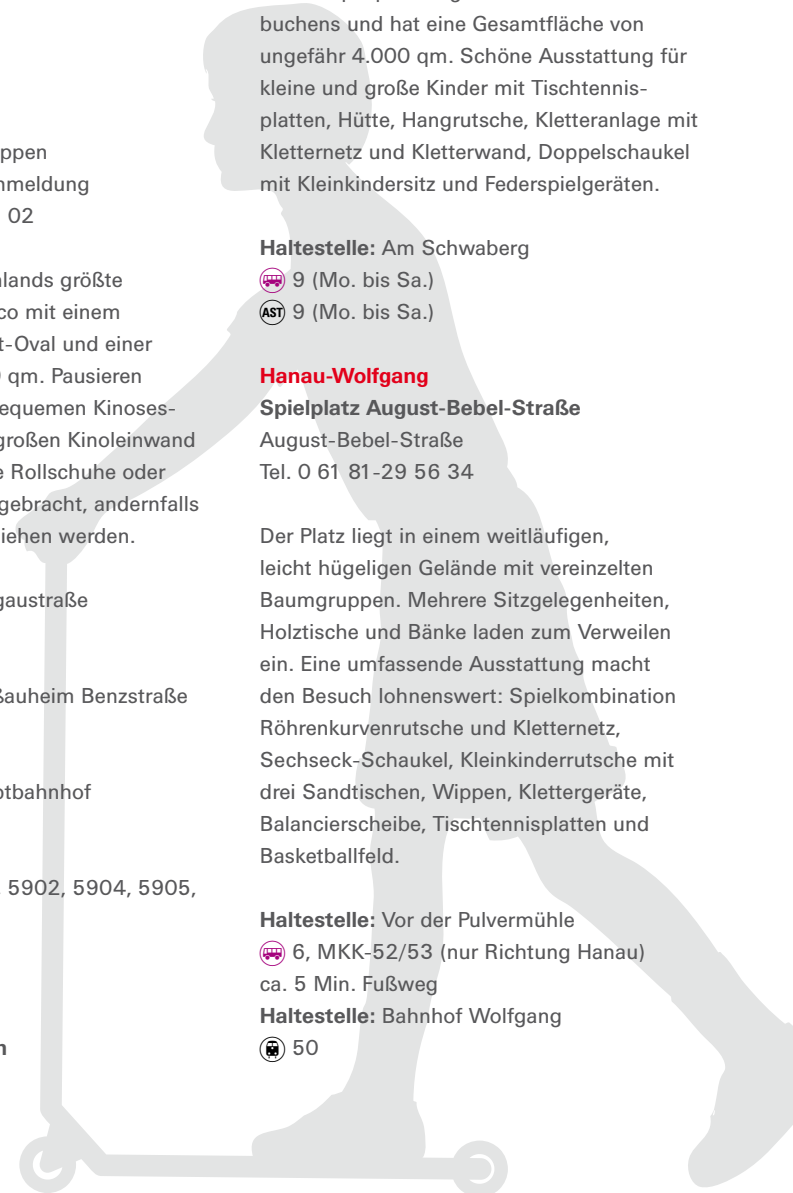 ppen
nmeldung
02
lands größte
co mit einem
t-Oval und einer
qm. Pausieren
equemen Kinoses-
großen Kinoleinwand
e Rollschuhe oder
gebracht, andernfalls
iehen werden.
gaustraße
ßauheim Benzstraße
ptbahnhof
5902, 5904, 5905,
n
buchens und hat eine Gesamtfläche von
ungefähr 4.000 qm. Schöne Ausstattung für
kleine und große Kinder mit Tischtennis-
platten, Hütte, Hangrutsche, Kletteranlage mit
Kletternetz und Kletterwand, Doppelschaukel
mit Kleinkindersitz und Federspielgeräten.
Haltestelle: Am Schwaberg
9 (Mo. bis Sa.)
AST 9 (Mo. bis Sa.)
Hanau-Wolfgang
Spielplatz August-Bebel-Straße
August-Bebel-Straße
Tel. 0 61 81-29 56 34
Der Platz liegt in einem weitläufigen,
leicht hügeligen Gelände mit vereinzelten
Baumgruppen. Mehrere Sitzgelegenheiten,
Holztische und Bänke laden zum Verweilen
ein. Eine umfassende Ausstattung macht
den Besuch lohnenswert: Spielkombination
Röhrenkurvenrutsche und Kletternetz,
Sechseck-Schaukel, Kleinkinderrutsche mit
drei Sandtischen, Wippen, Klettergeräte,
Balancierscheibe, Tischtennisplatten und
Basketballfeld.
Haltestelle: Vor der Pulvermühle
6, MKK-52/53 (nur Richtung Hanau)
ca. 5 Min. Fußweg
Haltestelle: Bahnhof Wolfgang
50